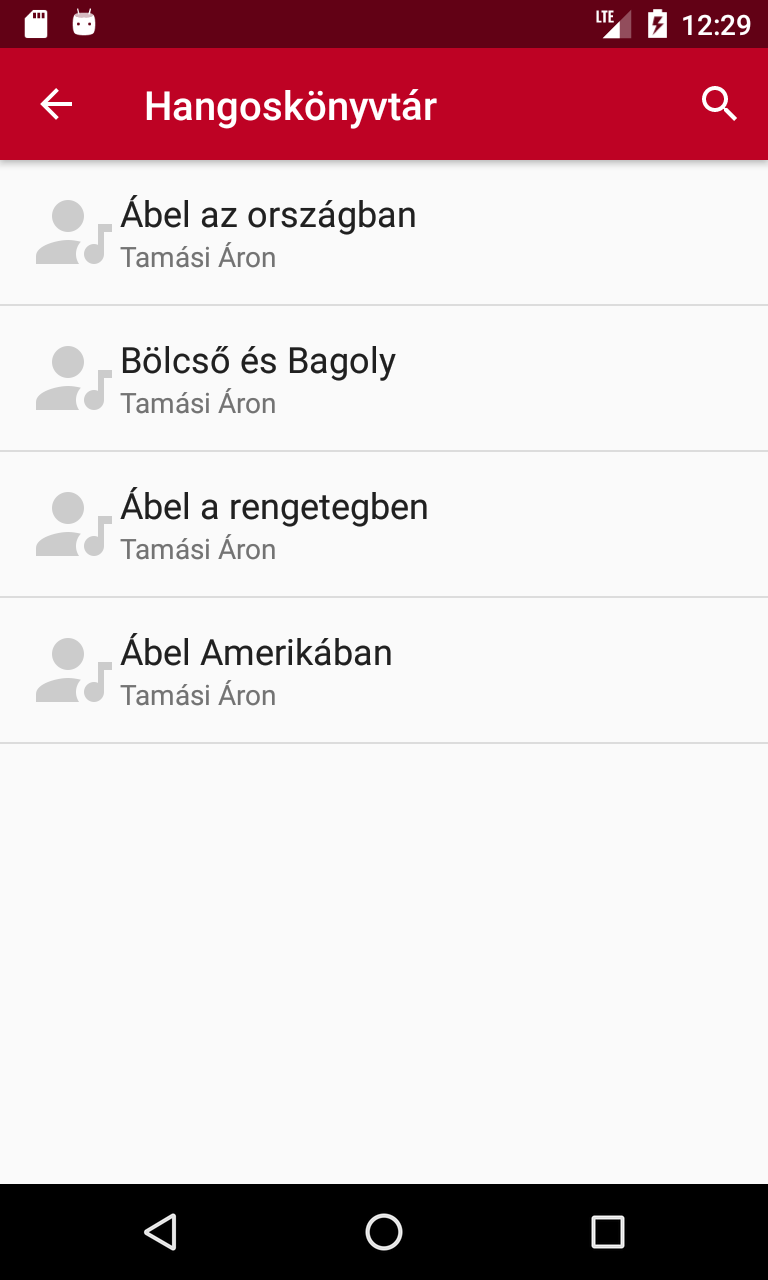 LTE 12:29
Hangoskönyvtár
Ábel az országban
Tamási Áron
Bölcső és Bagoly
Tamási Áron
Ábel a rengetegben
Tamási Áron
Ábel Amerikában
Tamási Áron